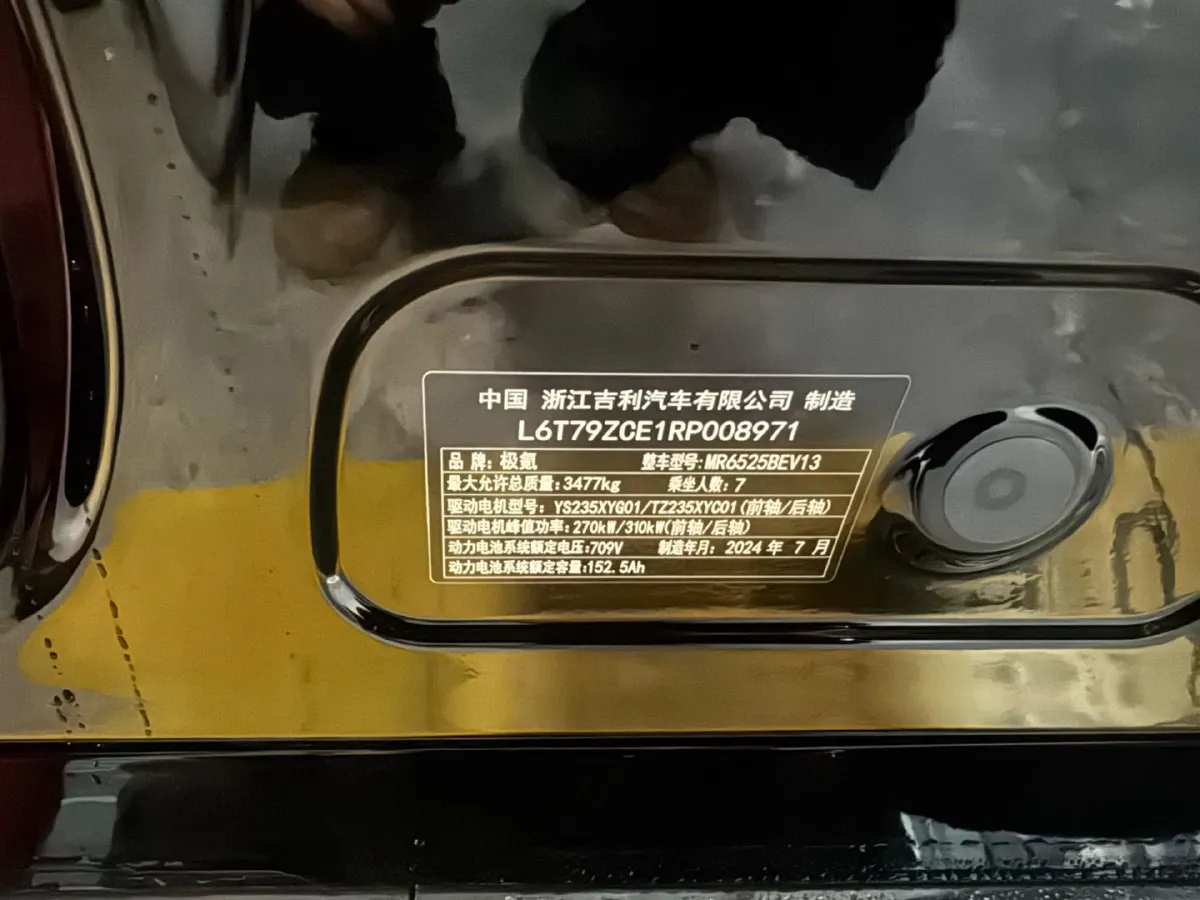 中国 浙江吉利汽车有限公司 制造
L6T79ZCE1RP008971
品 牌: 极氪 整车型号: MR6525BEV13
最大允许总质量: 3477kg 乘坐人数: 7
驱动电机型号: YS235XYG01/TZ235XYC01(前轴/后轴)
驱动电机峰值功率: 270kW/310kW(前轴/后轴)
动力电池系统额定电压: 709V 制造年月: 2024 年 7 月
动力电池系统额定容量: 152.5Ah